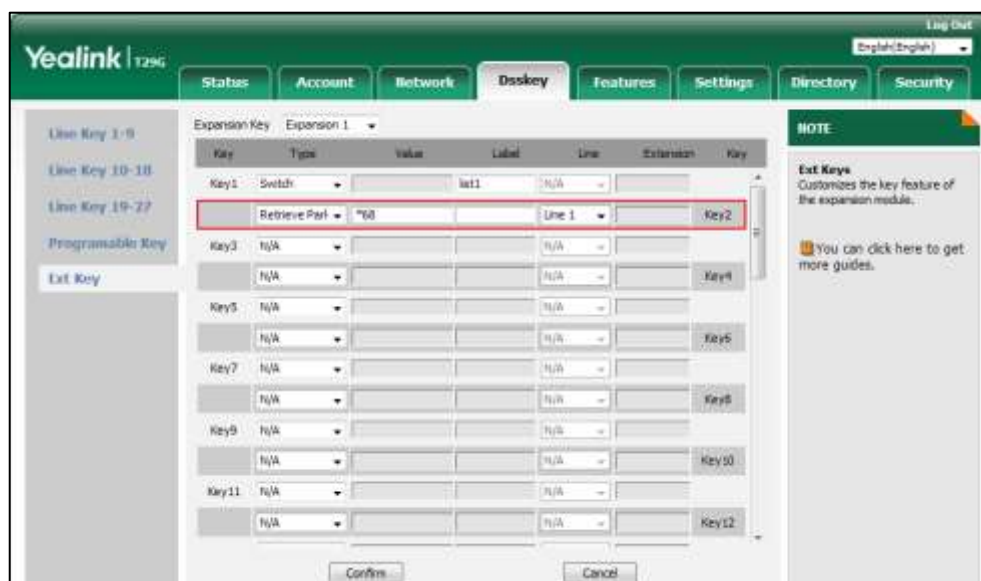 Log Out
Yealink T29G
English(English)
Status Account Network Dsskey Features Settings Directory Security
Line Key 1-9
Line Key 10-18
Line Key 19-27
Programable Key
Ext Key
Expansion Key Expansion 1
Key Type Value Label Line Extension Key
Key1 Switch list1 N/A
Retrieve Parl *68 Line 1 Key2
Key3 N/A N/A
N/A N/A Key4
Key5 N/A N/A
N/A N/A Key6
Key7 N/A N/A
N/A N/A Key8
Key9 N/A N/A
N/A N/A Key10
Key11 N/A N/A
N/A N/A Key12
Confirm Cancel
NOTE
Ext Keys
Customizes the key feature of
the expansion module.
You can click here to get
more guides.